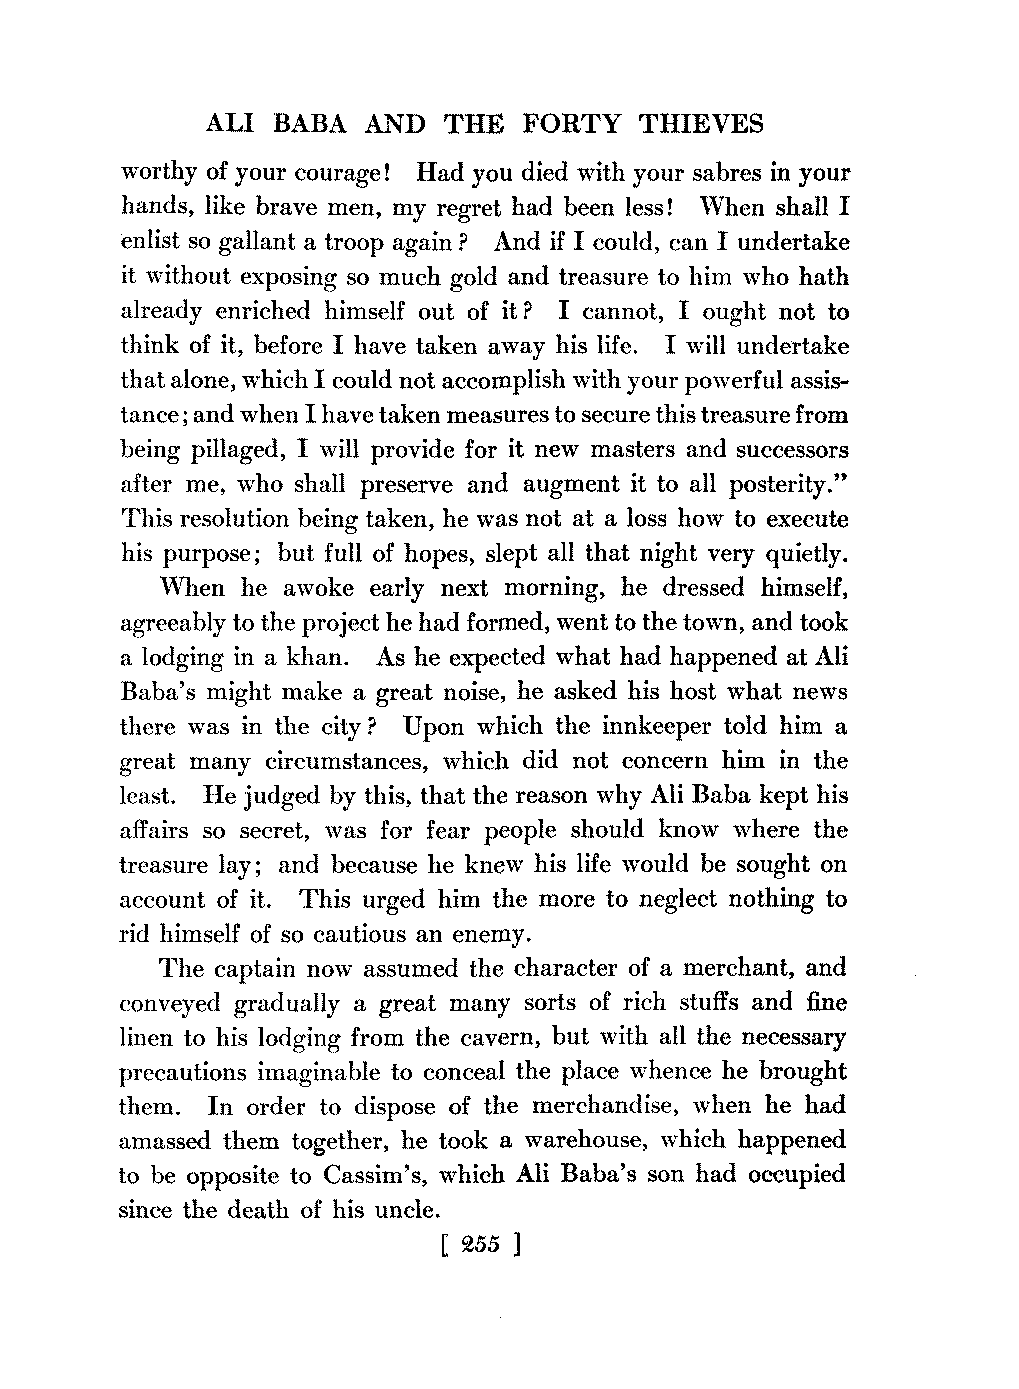 ALI BABA AND THE FORTY THIEVES
worthy of your courage! Had you died with your sabres in your
hands, like brave men, my regret had been less! When shall I
enlist so gallant a troop again? And if I could, can I undertake
it without exposing so much gold and treasure to him who hath
already enriched himself out of it? I cannot, I ought not to
think of it, before I have taken away his life. I will undertake
that alone, which I could not accomplish with your powerful assis-
tance; and when I have taken measures to secure this treasure from
being pillaged, I will provide for it new masters and successors
after me, who shall preserve and augment it to all posterity."
This resolution being taken, he was not at a loss how to execute
his purpose; but full of hopes, slept all that night very quietly.
When he awoke early next morning, he dressed himself,
agreeably to the project he had formed, went to the town, and took
a lodging in a khan. As he expected what had happened at Ali
Baba's might make a great noise, he asked his host what news
there was in the city? Upon which the innkeeper told him a
great many circumstances, which did not concern him in the
least. He judged by this, that the reason why Ali Baba kept his
affairs so secret, was for fear people should know where the
treasure lay; and because he knew his life would be sought on
account of it. This urged him the more to neglect nothing to
rid himself of so cautious an enemy.
The captain now assumed the character of a merchant, and
conveyed gradually a great many sorts of rich stuffs and fine
linen to his lodging from the cavern, but with all the necessary
precautions imaginable to conceal the place whence he brought
them. In order to dispose of the merchandise, when he had
amassed them together, he took a warehouse, which happened
to be opposite to Cassim's, which Ali Baba's son had occupied
since the death of his uncle.
[ 255 ]